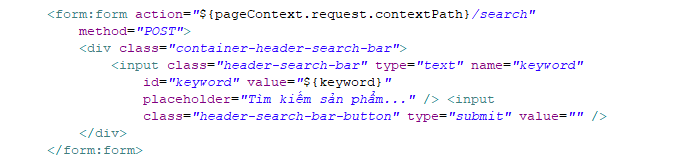 <form:form action="${pageContext.request.contextPath}/search"
method="POST">
<div class="container-header-search-bar">
<input class="header-search-bar" type="text" name="keyword"
id="keyword" value="${keyword}"
placeholder="Tìm kiếm sản phẩm..." /> <input
class="header-search-bar-button" type="submit" value="" />
</div>
</form:form>